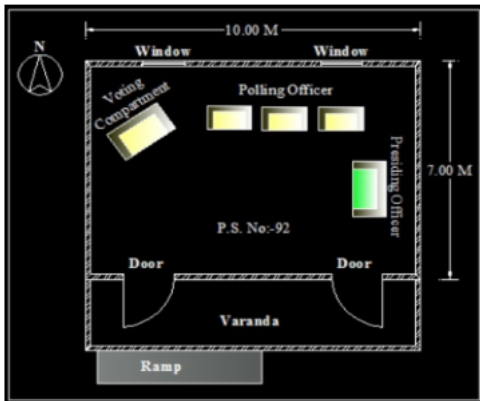 10.00 M
N
Window
Window
Voting
Compartment
Polling Officer
Presiding Officer
7.00 M
P.S. No:-92
Door
Door
Varanda
Ramp